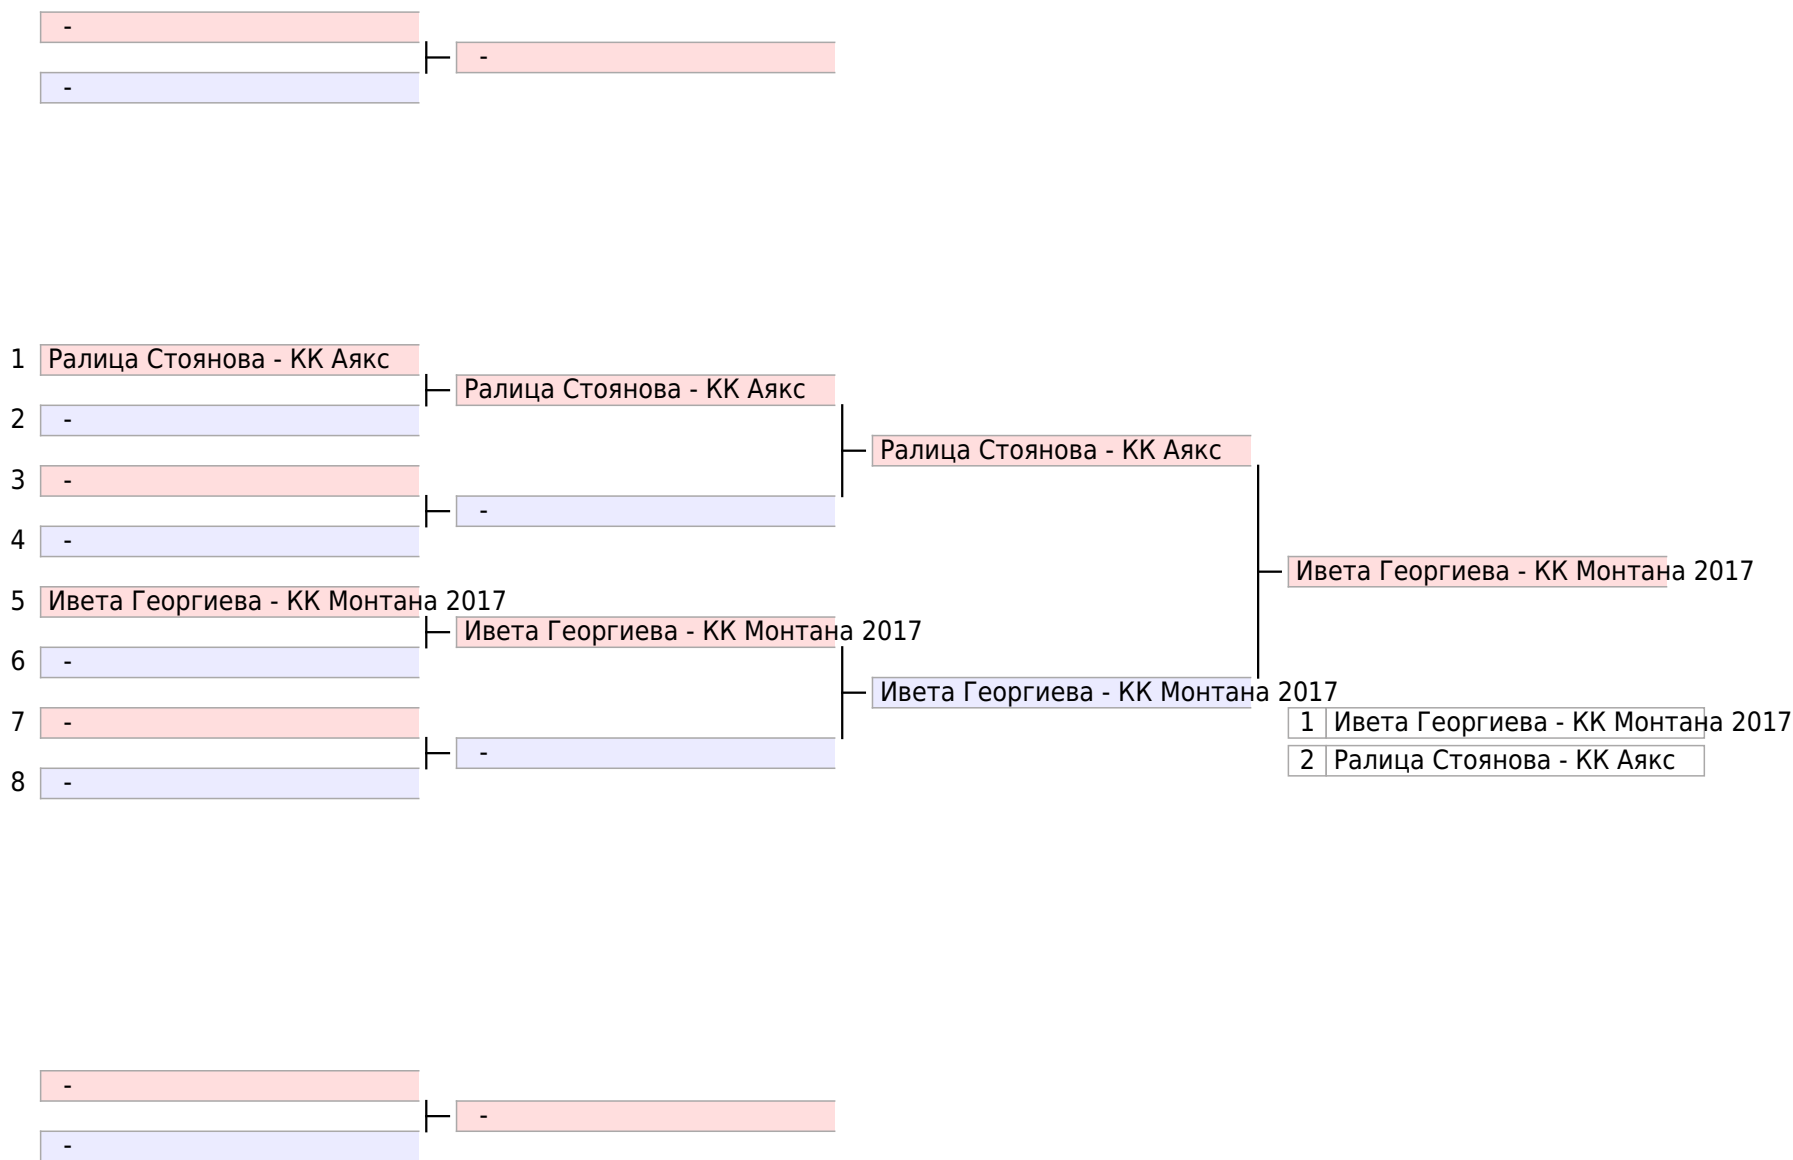 -
-
-
1 Ралица Стоянова - КК Аякс
Ралица Стоянова - КК Аякс
2 -
Ралица Стоянова - КК Аякс
3 -
-
4 -
Ивета Георгиева - КК Монтана 2017
5 Ивета Георгиева - КК Монтана 2017
Ивета Георгиева - КК Монтана 2017
6 -
Ивета Георгиева - КК Монтана 2017
7 -
1 Ивета Георгиева - КК Монтана 2017
-
2 Ралица Стоянова - КК Аякс
8 -
-
-
-